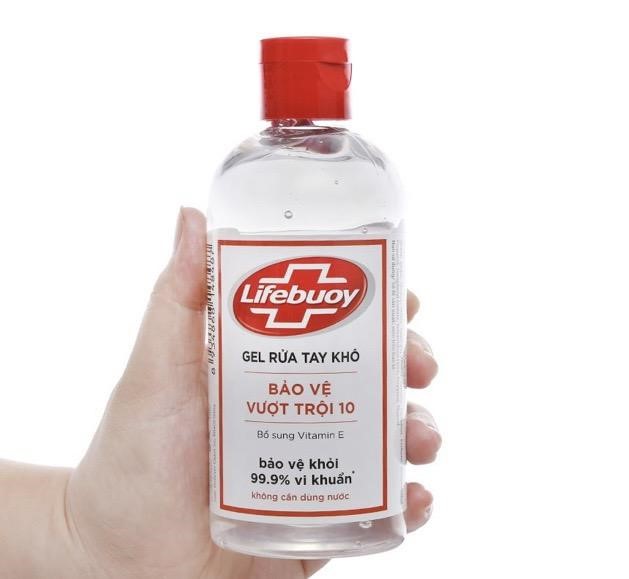 Lifebuoy
GEL RỬA TAY KHÔ
BẢO VỆ
VƯỢT TRỘI 10
Bổ sung Vitamin E
bảo vệ khỏi
99.9% vi khuẩn*
không cần dùng nước